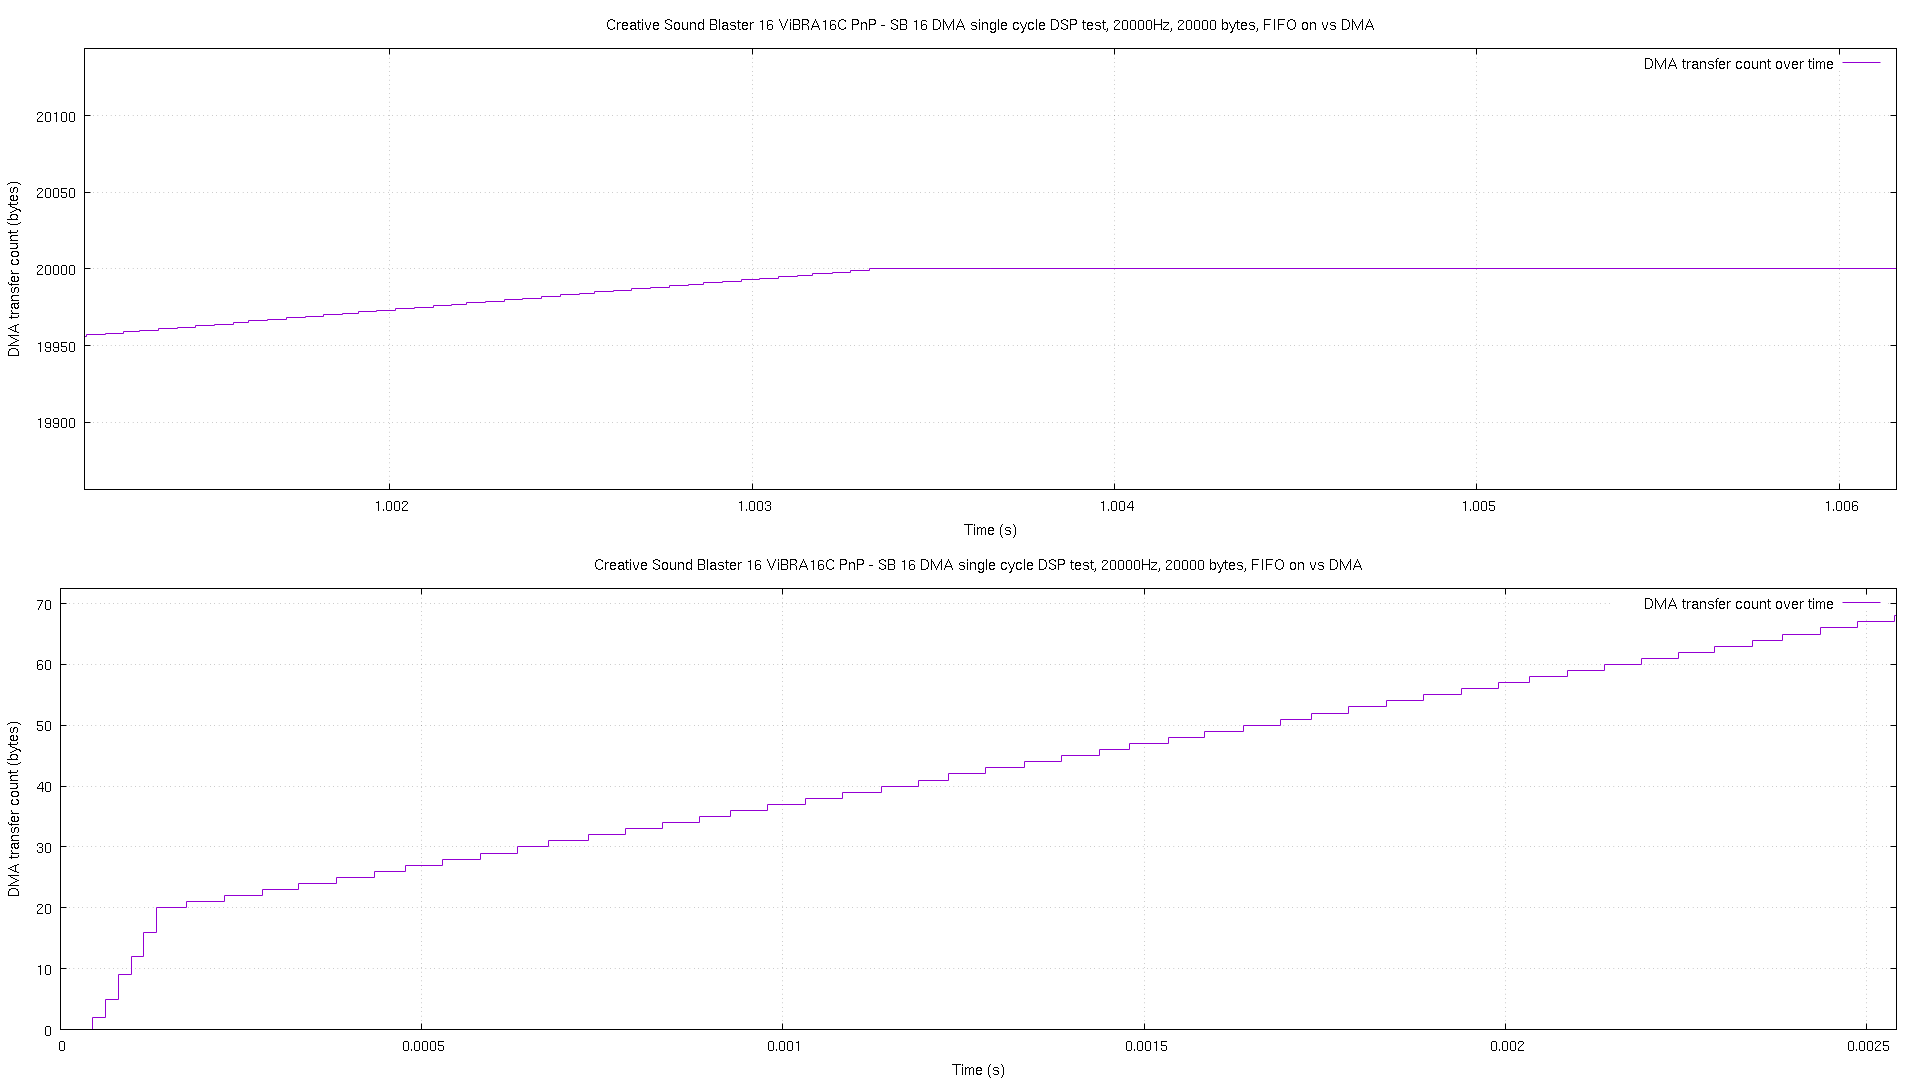 Creative Sound Blaster 16 ViBRA16C PnP - SB 16 DMA single cycle DSP test, 20000Hz, 20000 bytes, FIFO on vs DMA
DMA transfer count over time
20100
20050
20000
19950
19900
DMA transfer count (bytes)
1.002 1.003 1.004 1.005 1.006
Time (s)
Creative Sound Blaster 16 ViBRA16C PnP - SB 16 DMA single cycle DSP test, 20000Hz, 20000 bytes, FIFO on vs DMA
DMA transfer count over time
70
60
50
40
30
20
10
0
DMA transfer count (bytes)
0 0.0005 0.001 0.0015 0.002 0.0025
Time (s)